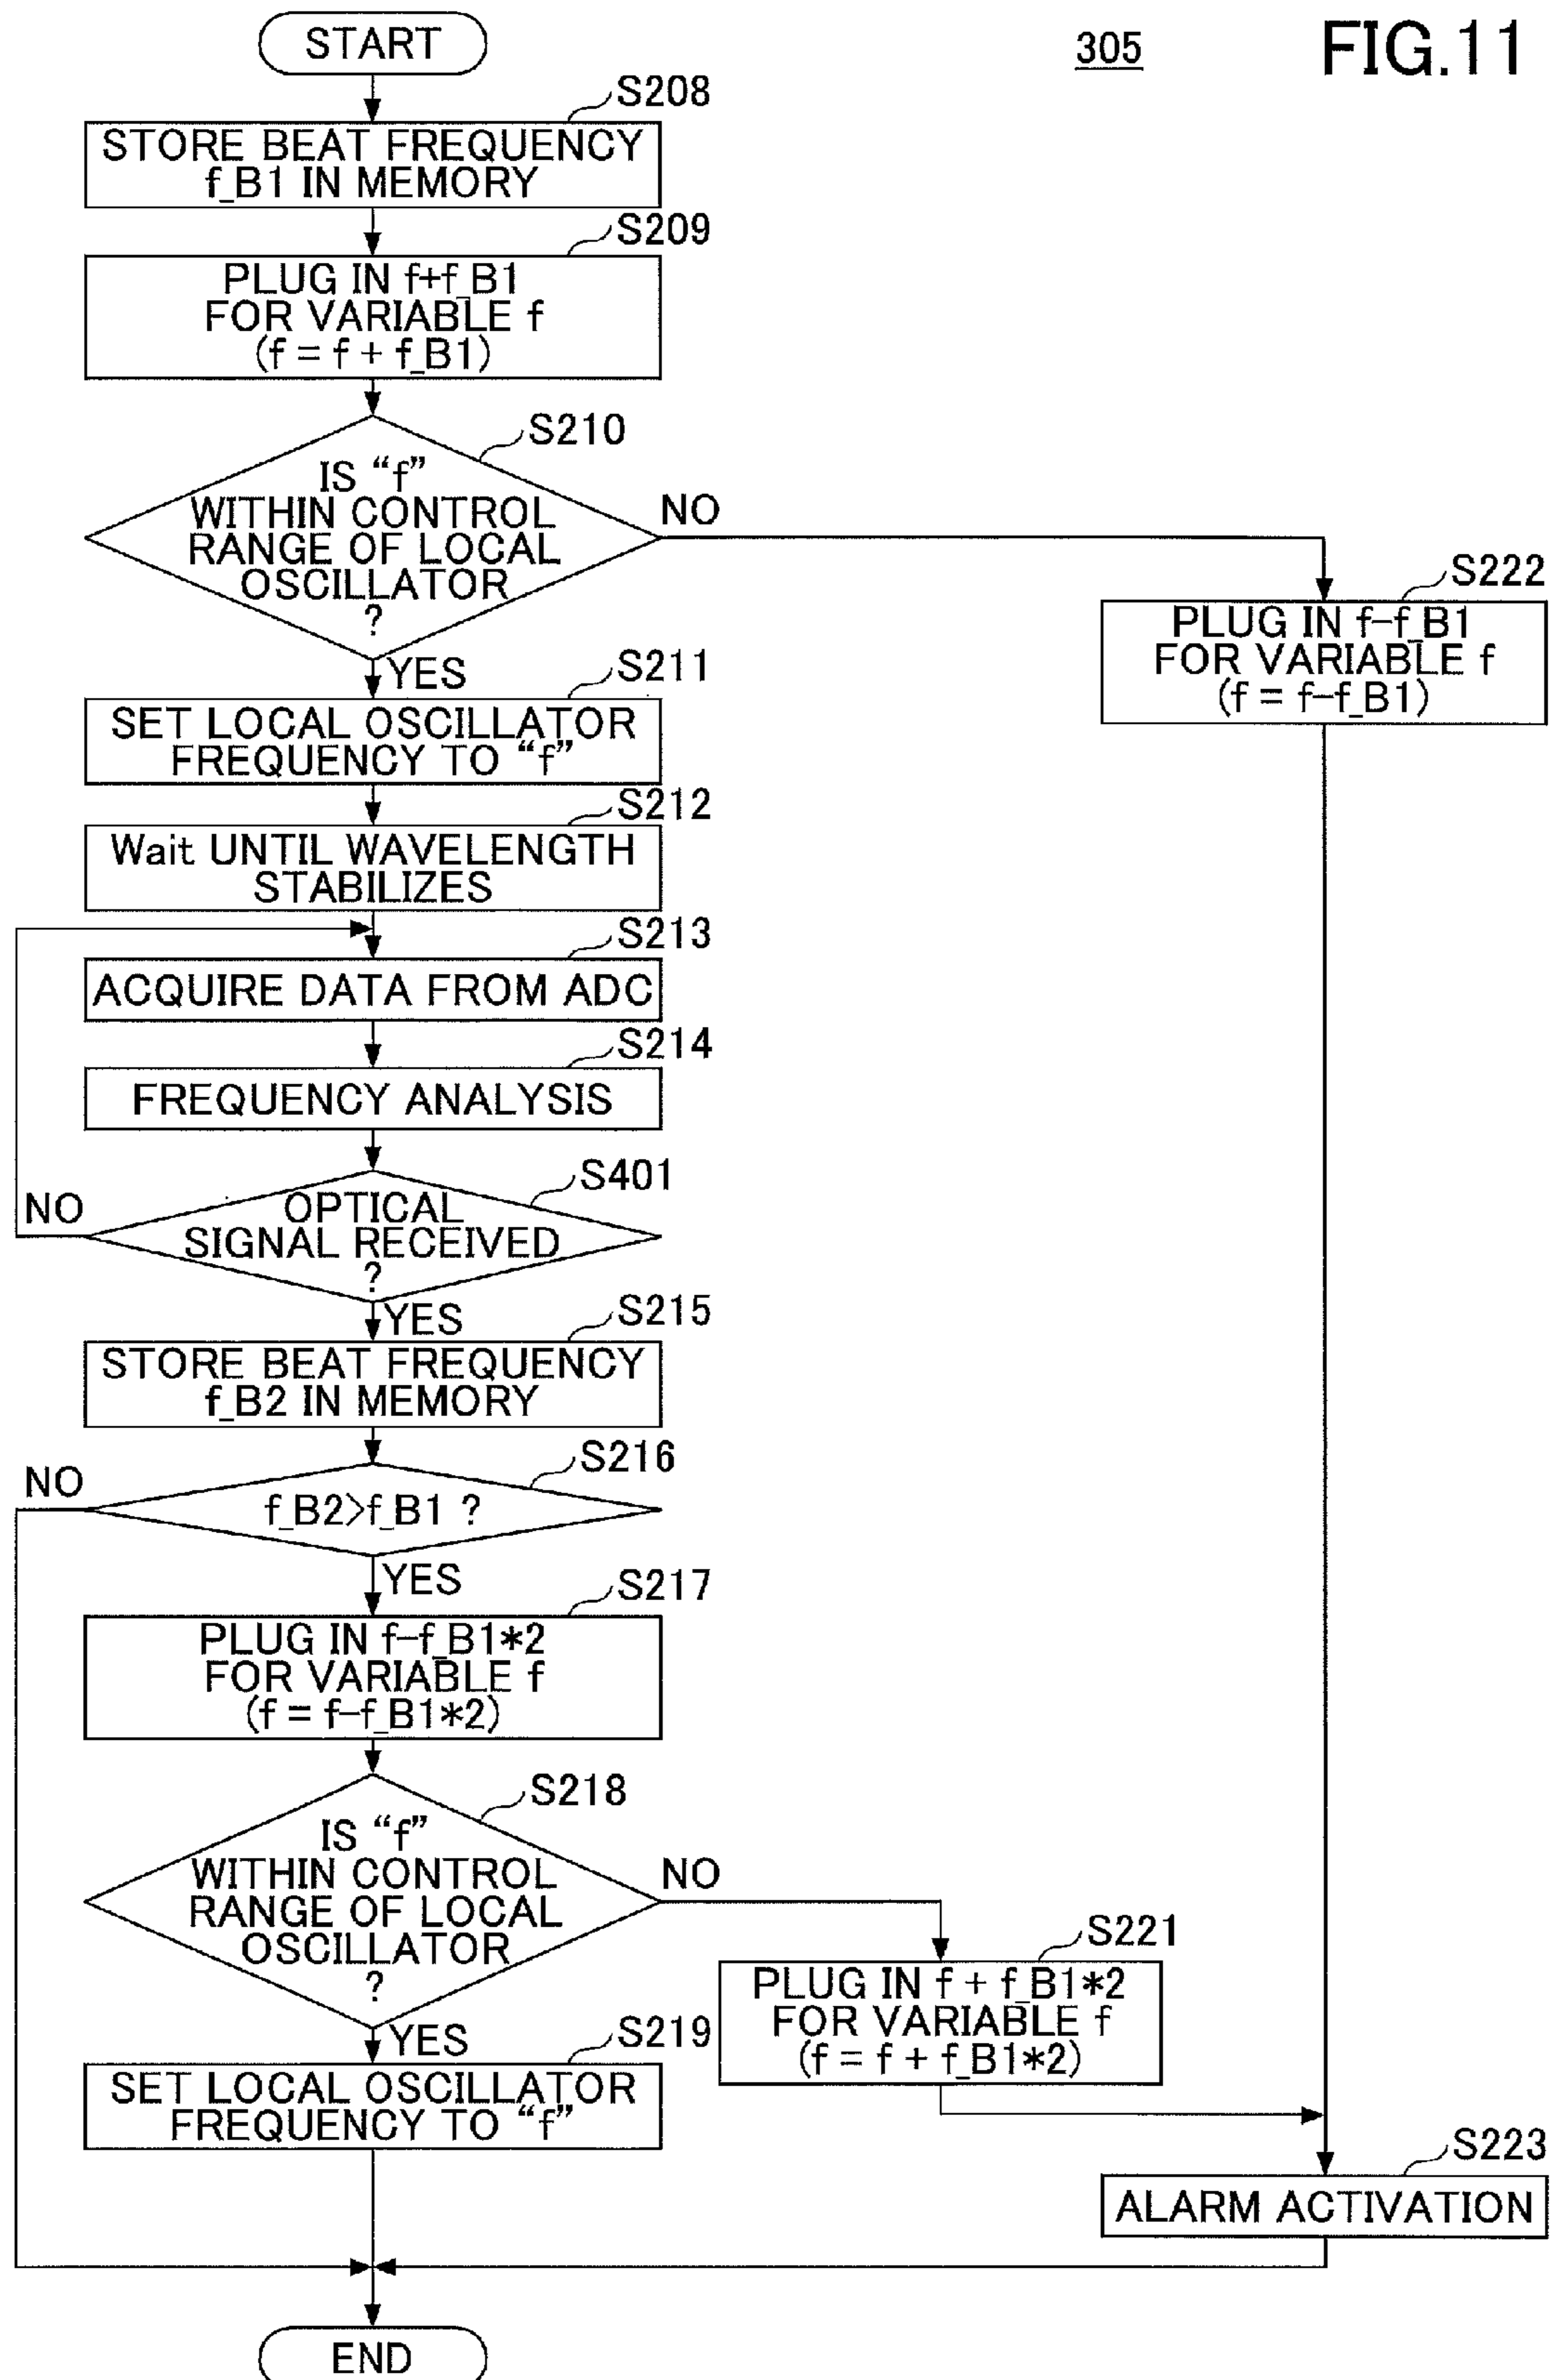 START
305
FIG.11
S208
STORE BEAT FREQUENCY
f_B1 IN MEMORY
S209
PLUG IN f+f_B1
FOR VARIABLE f
(f = f + f_B1)
S210
IS “f”
WITHIN CONTROL
RANGE OF LOCAL
OSCILLATOR
?
NO
YES
S222
PLUG IN f-f_B1
FOR VARIABLE f
(f = f-f_B1)
S211
SET LOCAL OSCILLATOR
FREQUENCY TO “f”
S212
Wait UNTIL WAVELENGTH
STABILIZES
S213
ACQUIRE DATA FROM ADC
S214
FREQUENCY ANALYSIS
S401
OPTICAL
SIGNAL RECEIVED
?
NO
YES
S215
STORE BEAT FREQUENCY
f_B2 IN MEMORY
S216
f_B2>f_B1 ?
NO
YES
S217
PLUG IN f-f_B1*2
FOR VARIABLE f
(f = f-f_B1*2)
S218
IS “f”
WITHIN CONTROL
RANGE OF LOCAL
OSCILLATOR
?
NO
YES
S221
PLUG IN f + f_B1*2
FOR VARIABLE f
(f = f + f_B1*2)
S219
SET LOCAL OSCILLATOR
FREQUENCY TO “f”
S223
ALARM ACTIVATION
END